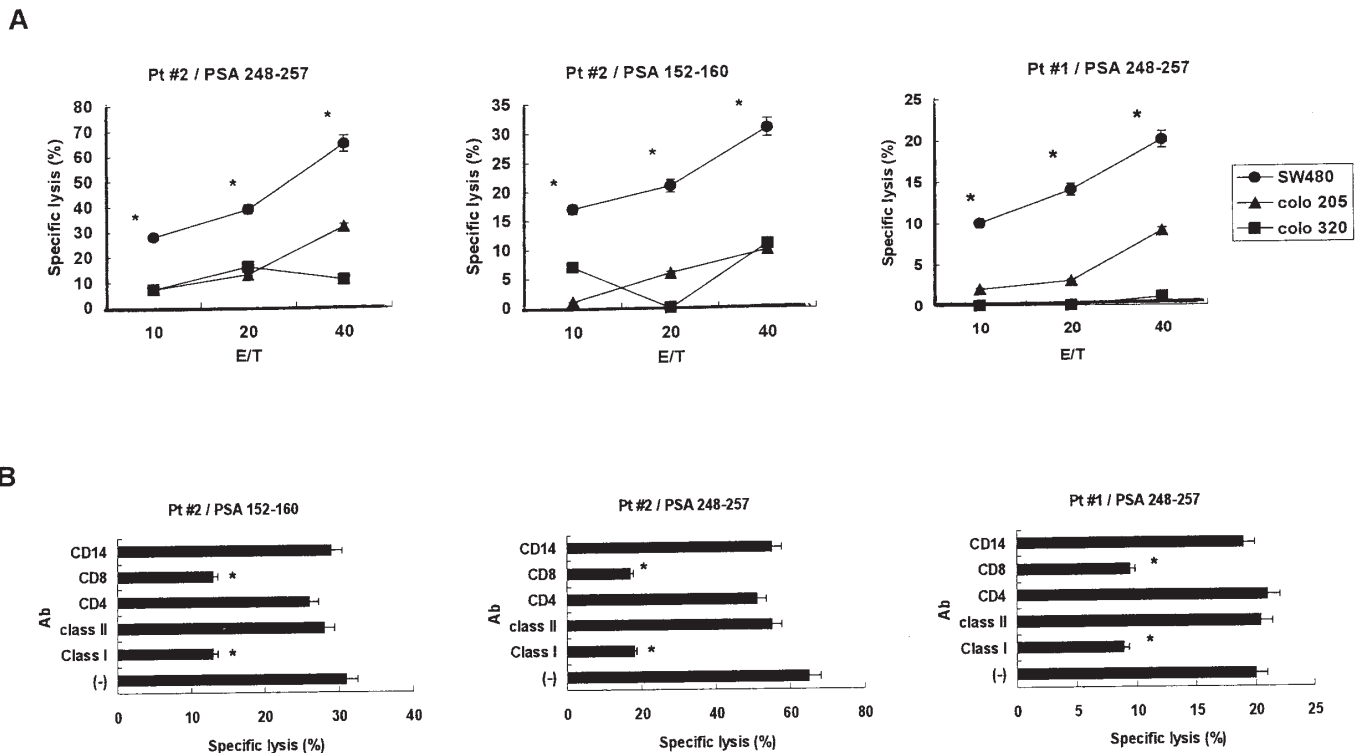 A
Pt #2 / PSA 248-257
Specific lysis (%)
80
70
60
50
40
30
20
10
0
*
*
*
10
20
40
E/T
Pt #2 / PSA 152-160
Specific lysis (%)
35
30
25
20
15
10
5
0
*
*
*
10
20
40
E/T
Pt #1 / PSA 248-257
Specific lysis (%)
25
20
15
10
5
0
*
*
*
10
20
40
E/T
SW480
colo 205
colo 320
B
Pt #2 / PSA 152-160
Ab
CD14
CD8 *
CD4
class II
Class I *
(-)
0 10 20 30 40
Specific lysis (%)
Pt #2 / PSA 248-257
CD14
CD8 *
CD4
class II
Class I *
(-)
0 20 40 60 80
Specific lysis (%)
Pt #1 / PSA 248-257
Ab
CD14
CD8 *
CD4
class II
Class I *
(-)
0 5 10 15 20 25
Specific lysis (%)